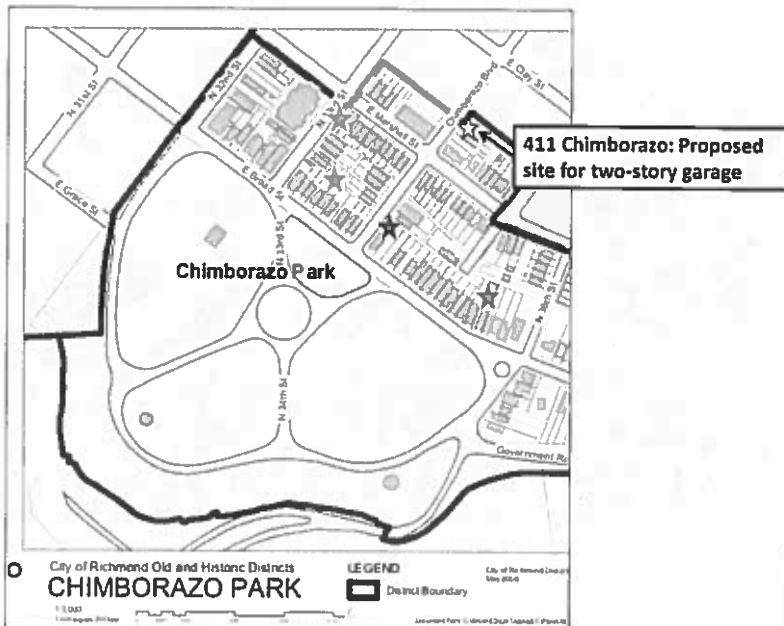 N 31st St
N 32nd St
E Marshall St
Chimborazo Blvd
E Clay St
411 Chimborazo: Proposed
site for two-story garage
E Grace St
E Broad St
N 33rd St
Chimborazo Park
N 36th St
N 34th St
Government
City of Richmond Old and Historic Districts
CHIMBORAZO PARK
LEGEND
District Boundary